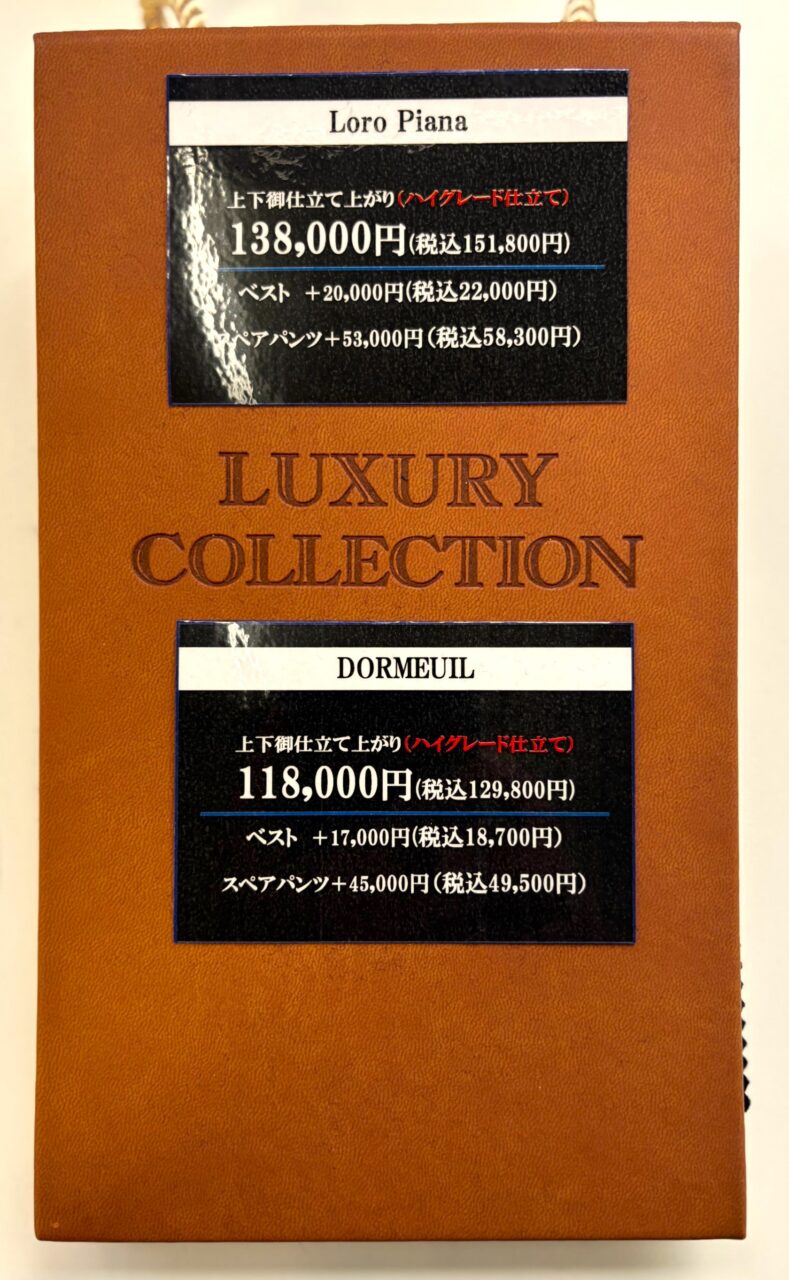 Loro Piana
上下御仕立て上がり(ハイグレード仕立て)
138,000円(税込151,800円)
ベスト +20,000円(税込22,000円)
スペアパンツ+53,000円(税込58,300円)
LUXURY
COLLECTION
DORMEUIL
上下御仕立て上がり(ハイグレード仕立て)
118,000円(税込129,800円)
ベスト +17,000円(税込18,700円)
スペアパンツ+45,000円(税込49,500円)